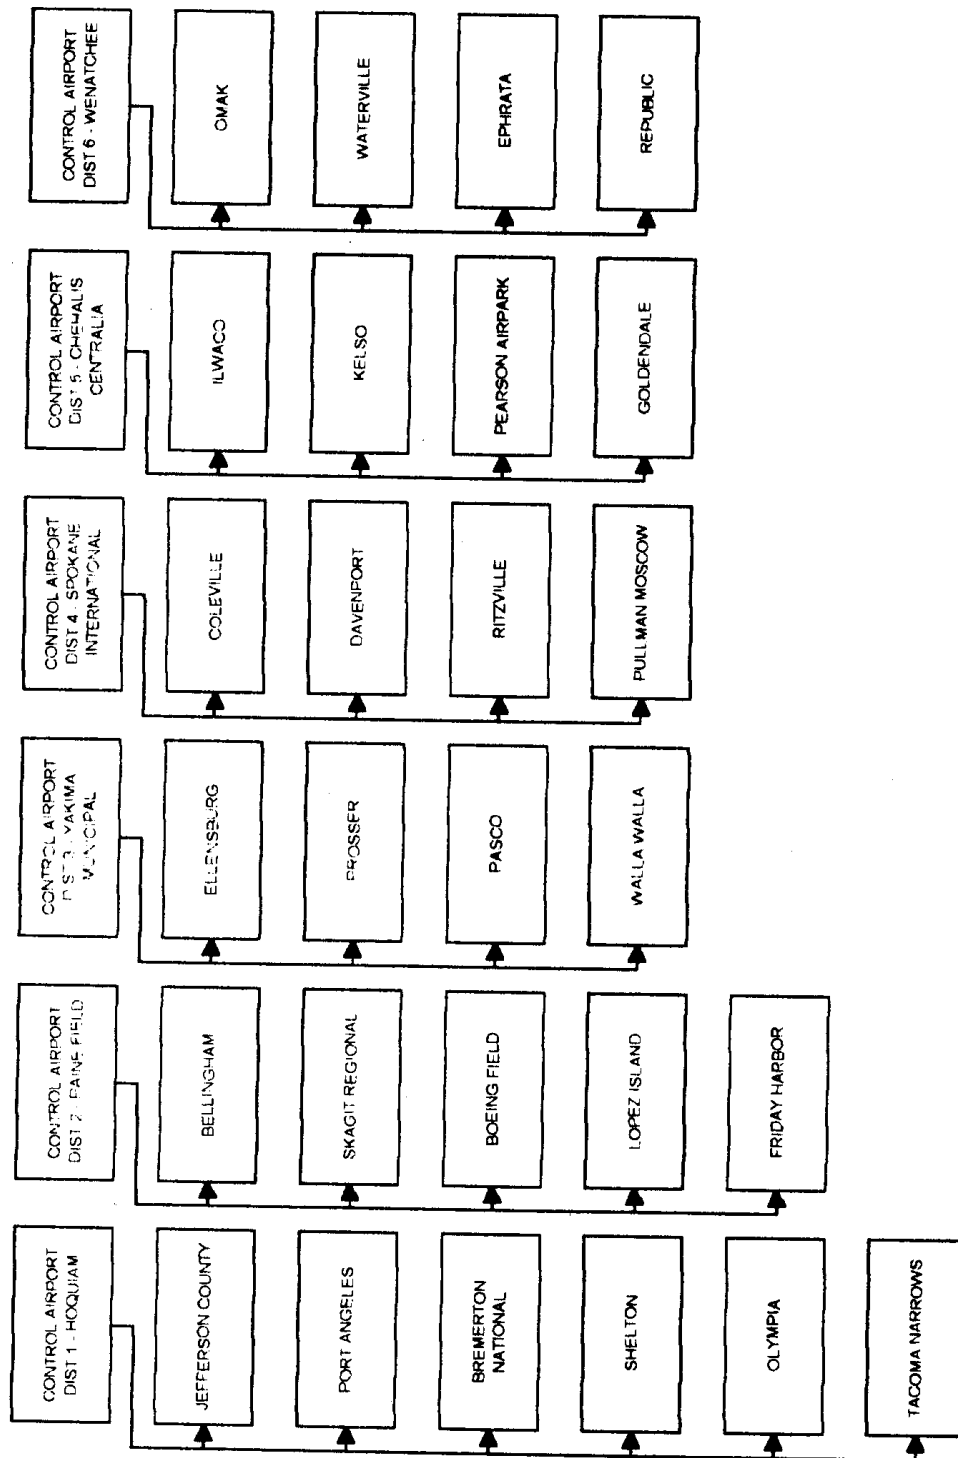 CONTROL AIRPORT
DIST 1 - HOQUIAM
JEFFERSON COUNTY
PORT ANGELES
BREMERTON
NATIONAL
SHELTON
OLYMPIA
TACOMA NARROWS
CONTROL AIRPORT
DIST 2 - PAINE FIELD
BELLINGHAM
SKAGIT REGIONAL
BOEING FIELD
LOPEZ ISLAND
FRIDAY HARBOR
CONTROL AIRPORT
DIST 3 - YAKIMA
MUNICIPAL
ELLENSBURG
PROSSER
PASCO
WALLA WALLA
CONTROL AIRPORT
DIST 4 - SPOKANE
INTERNATIONAL
COLEVILLE
DAVENPORT
RITZVILLE
PULLMAN MOSCOW
CONTROL AIRPORT
DIST 5 - CHEHALIS
CENTRALIA
ILWACO
KELSO
PEARSON AIRPARK
GOLDENDALE
CONTROL AIRPORT
DIST 6 - WENATCHEE
OMAK
WATERVILLE
EPHRATA
REPUBLIC